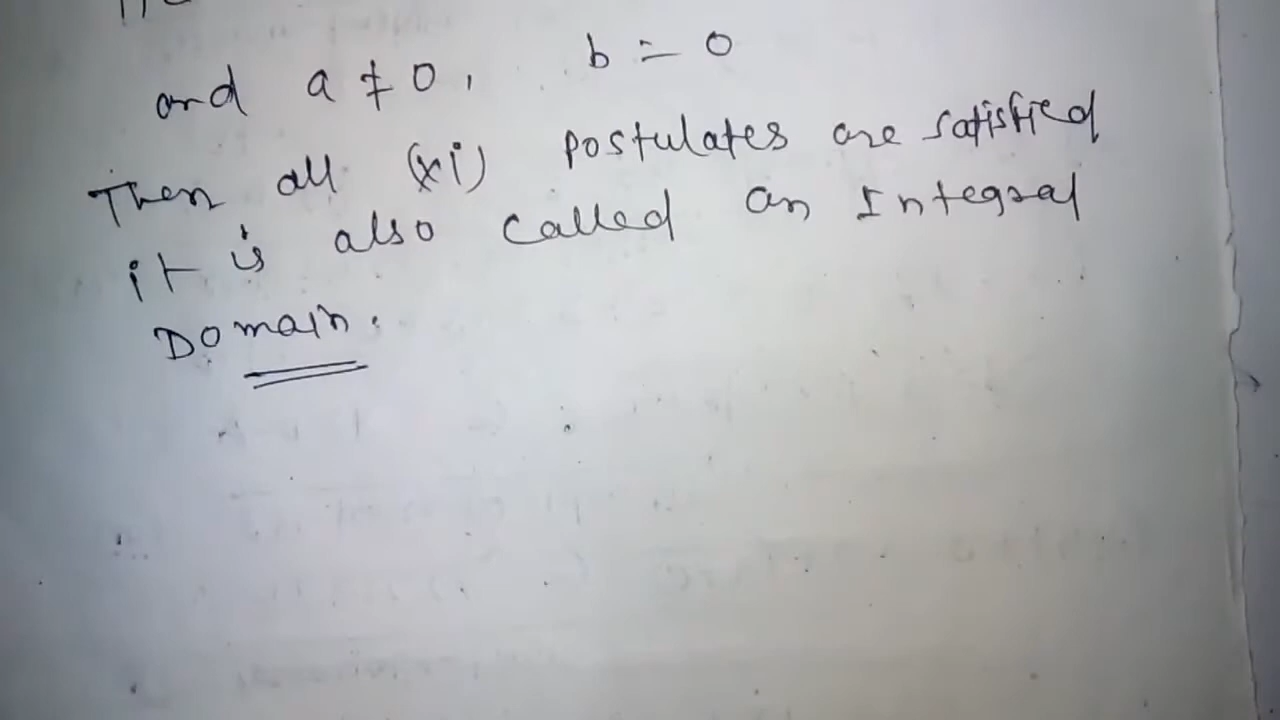 and a ≠ 0, b = 0
Then all (xi) postulates are satisfied
it is also called an Integral
Domain.